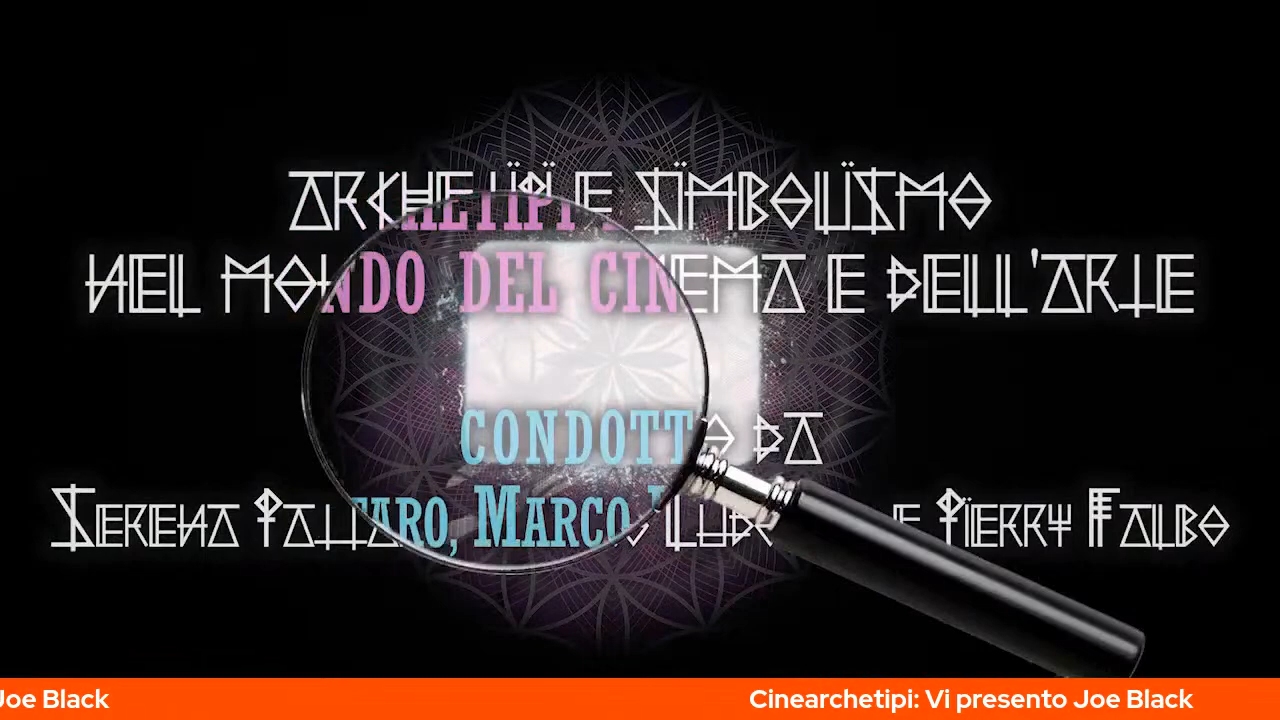 ARCHETIPI E SIMBOLISMO
NEL MONDO DEL CINEMA E DELL'ARTE
CONDOTTO DA
SERENA PATTARO, MARCO E PIERRY FALBO
Joe Black
Cinearchetipi: Vi presento Joe Black